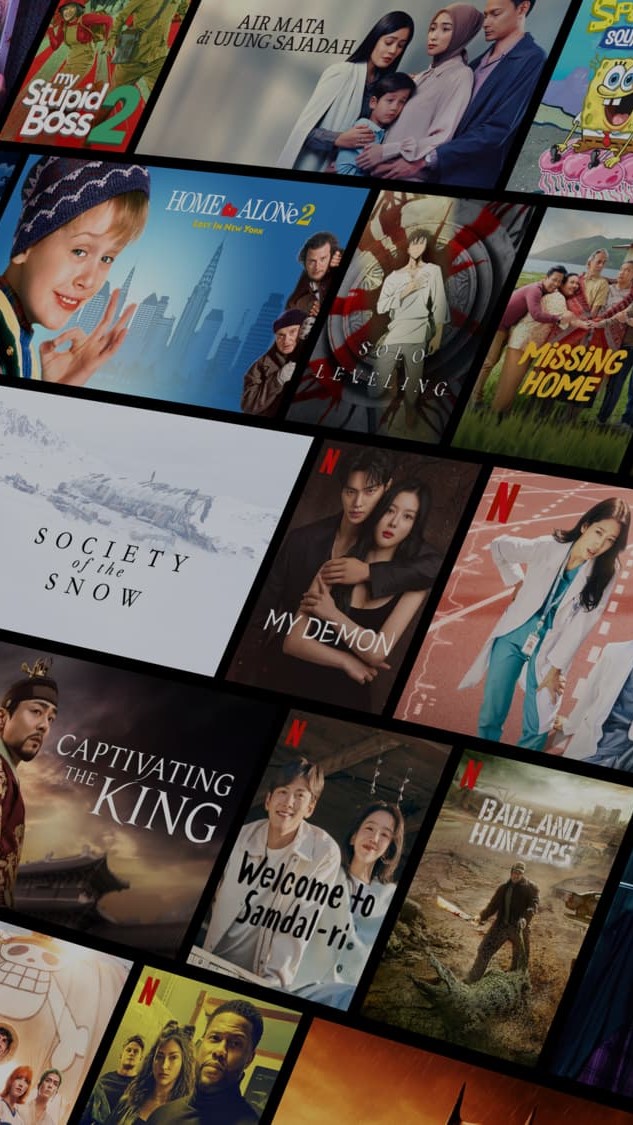 my
Stupid
Boss 2
AIR MATA
di UJUNG SAJADAH
HOME ALONe 2
LOST IN NEW YORK
SOLO
LEVELING
MiSSING
HOME
SOCIETY
of the
SNOW
N
MY DEMON
N
CAPTIVATING
THE KING
N
Welcome to
Samdal-ri
N
BADLAND
HUNTERS
N